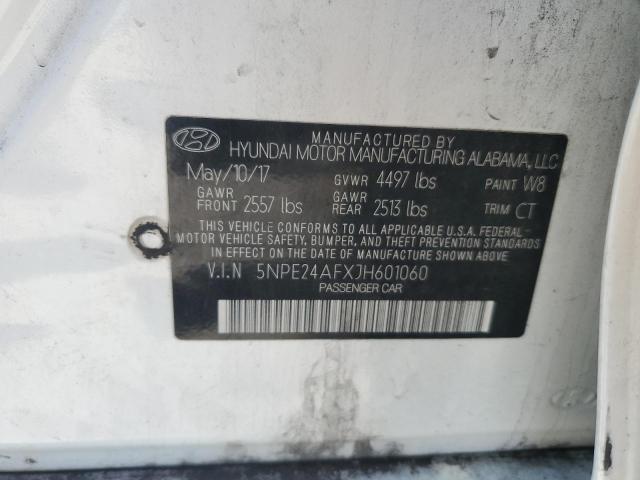 MANUFACTURED BY
HYUNDAI MOTOR MANUFACTURING ALABAMA, LLC
May/10/17 GVWR 4497 lbs PAINT W8
GAWR FRONT 2557 lbs GAWR REAR 2513 lbs TRIM CT
THIS VEHICLE CONFORMS TO ALL APPLICABLE U.S.A. FEDERAL
MOTOR VEHICLE SAFETY, BUMPER, AND THEFT PREVENTION STANDARDS
IN EFFECT ON THE DATE OF MANUFACTURE SHOWN ABOVE.
V.I.N 5NPE24AFXJH601060
PASSENGER CAR